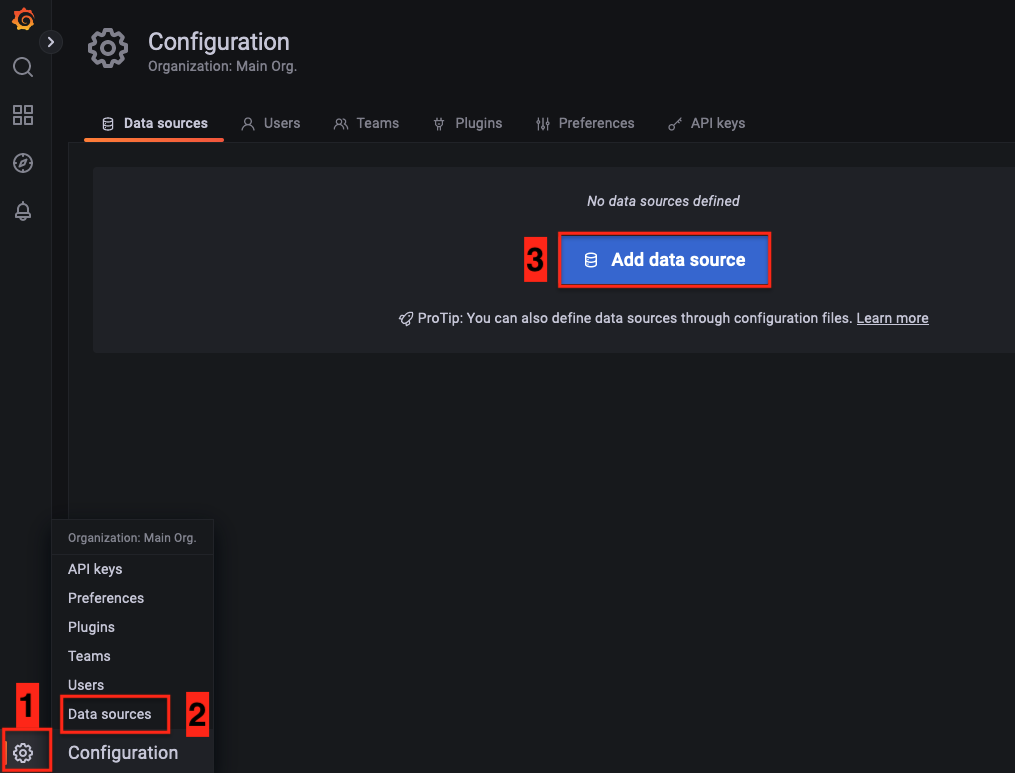 Configuration
Organization: Main Org.
Data sources Users Teams Plugins Preferences API keys
No data sources defined
3 Add data source
ProTip: You can also define data sources through configuration files. Learn more
Organization: Main Org.
API keys
Preferences
Plugins
Teams
Users
1
Data sources 2
Configuration